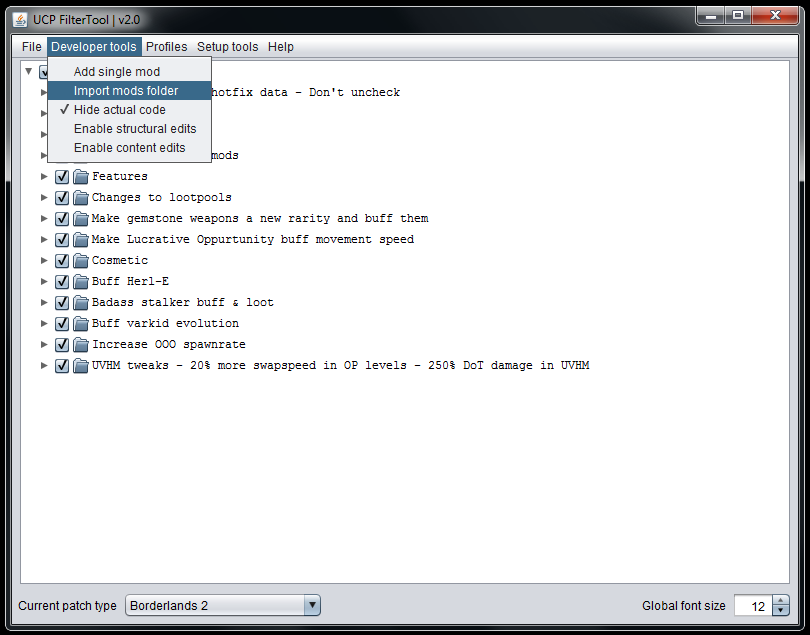 UCP FilterTool | v2.0
File Developer tools Profiles Setup tools Help
Add single mod
Import mods folder
hotfix data - Don't uncheck
Hide actual code
Enable structural edits
Enable content edits
mods
Features
Changes to lootpools
Make gemstone weapons a new rarity and buff them
Make Lucrative Oppurtunity buff movement speed
Cosmetic
Buff Herl-E
Badass stalker buff & loot
Buff varkid evolution
Increase OOO spawnrate
UVHM tweaks - 20% more swapspeed in OP levels - 250% DoT damage in UVHM
Current patch type Borderlands 2 Global font size 12